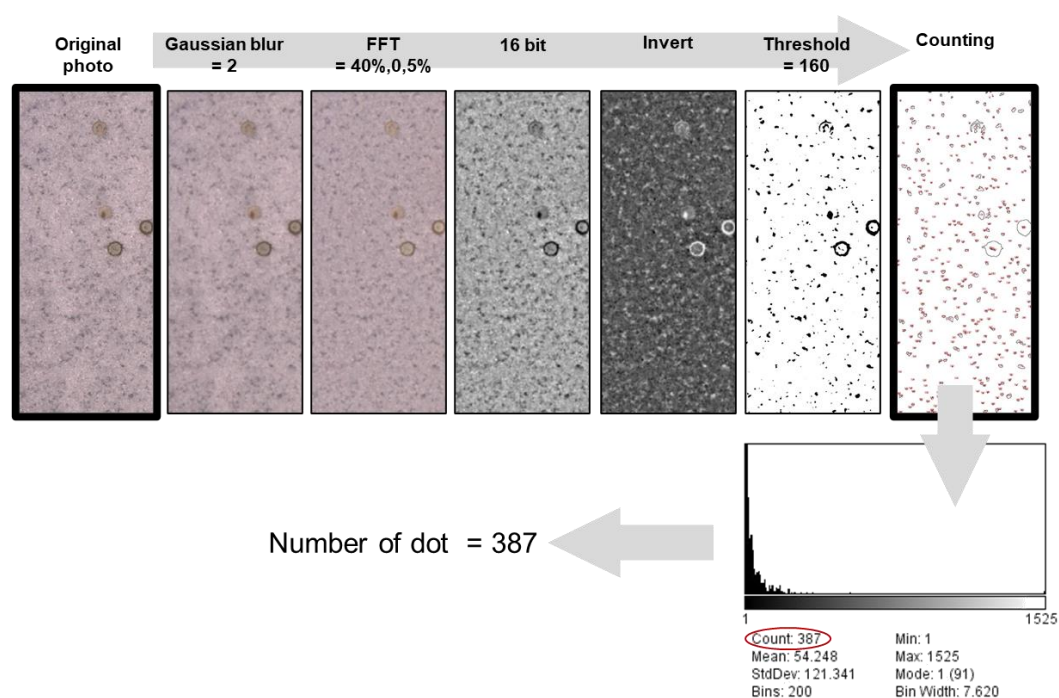 Original
photo
Gaussian blur
= 2
FFT
= 40%,0,5%
16 bit
Invert
Threshold
= 160
Counting
Number of dot = 387
1
1525
Count: 387
Min: 1
Mean: 54.248
Max: 1525
StdDev: 121.341
Mode: 1 (91)
Bins: 200
Bin Width: 7.620